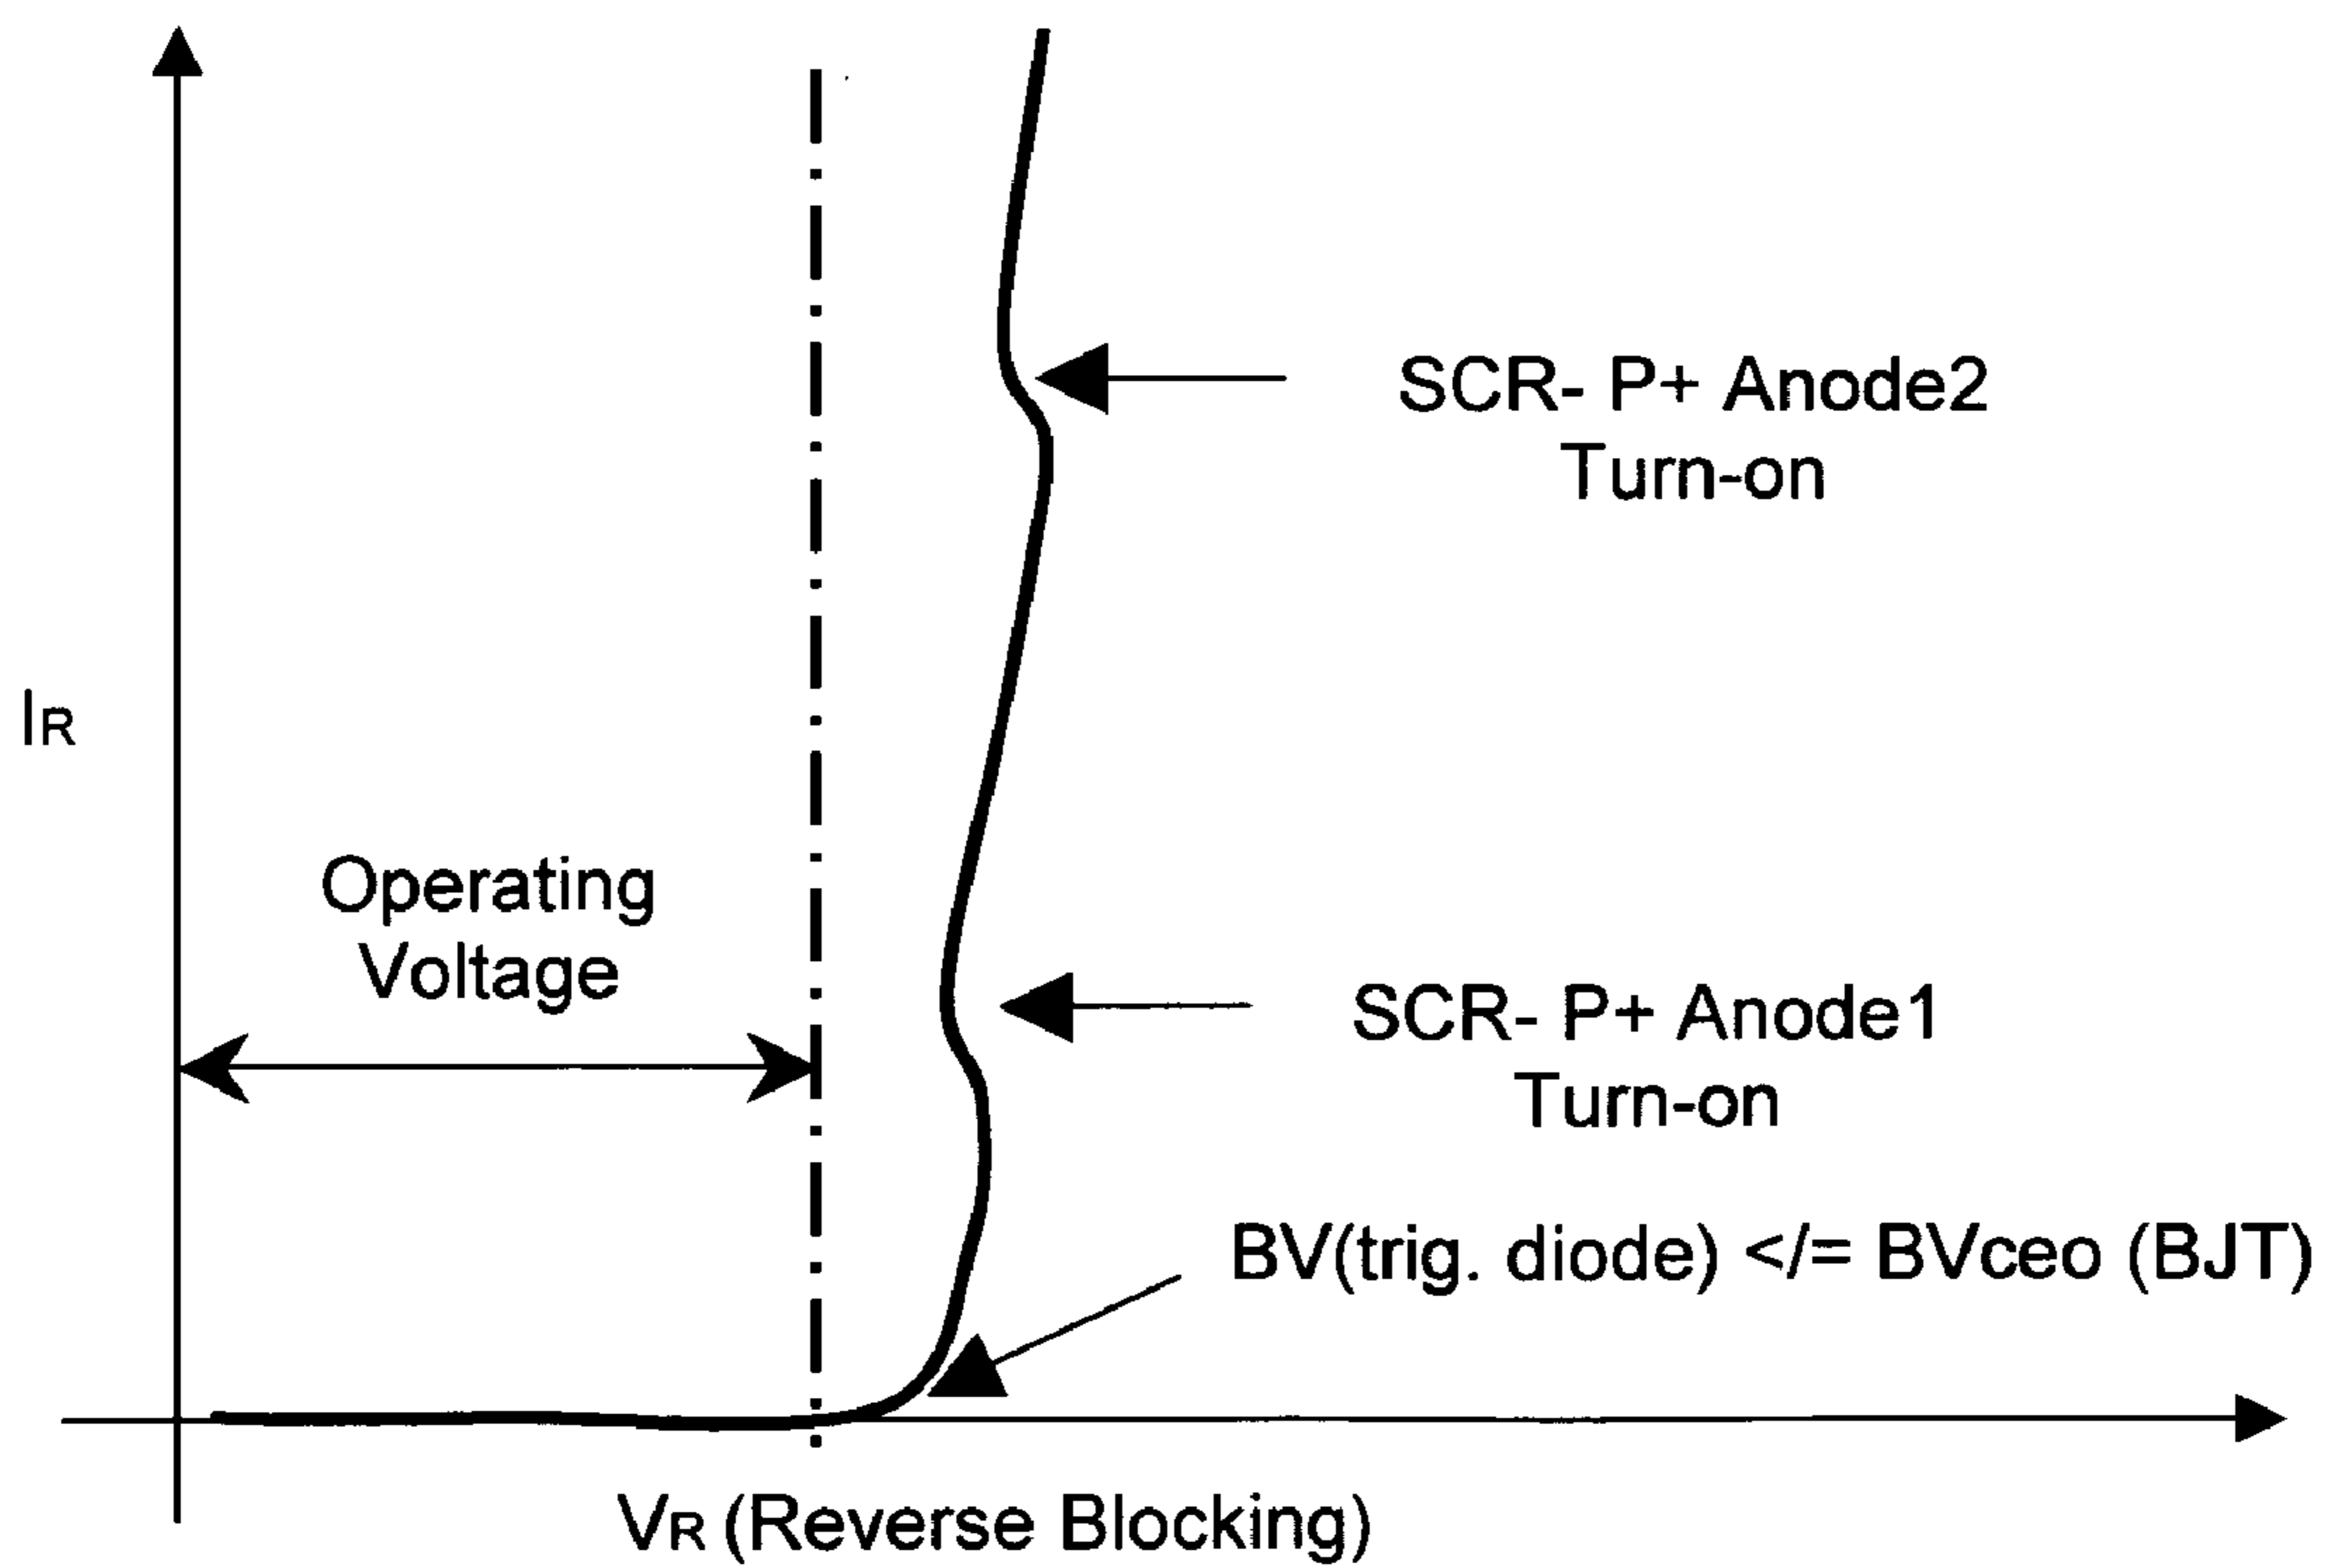 SCR- P+ Anode2
Turn-on
IR
Operating
Voltage
SCR- P+ Anode1
Turn-on
BV(trig. diode) </= BVceo (BJT)
VR (Reverse Blocking)